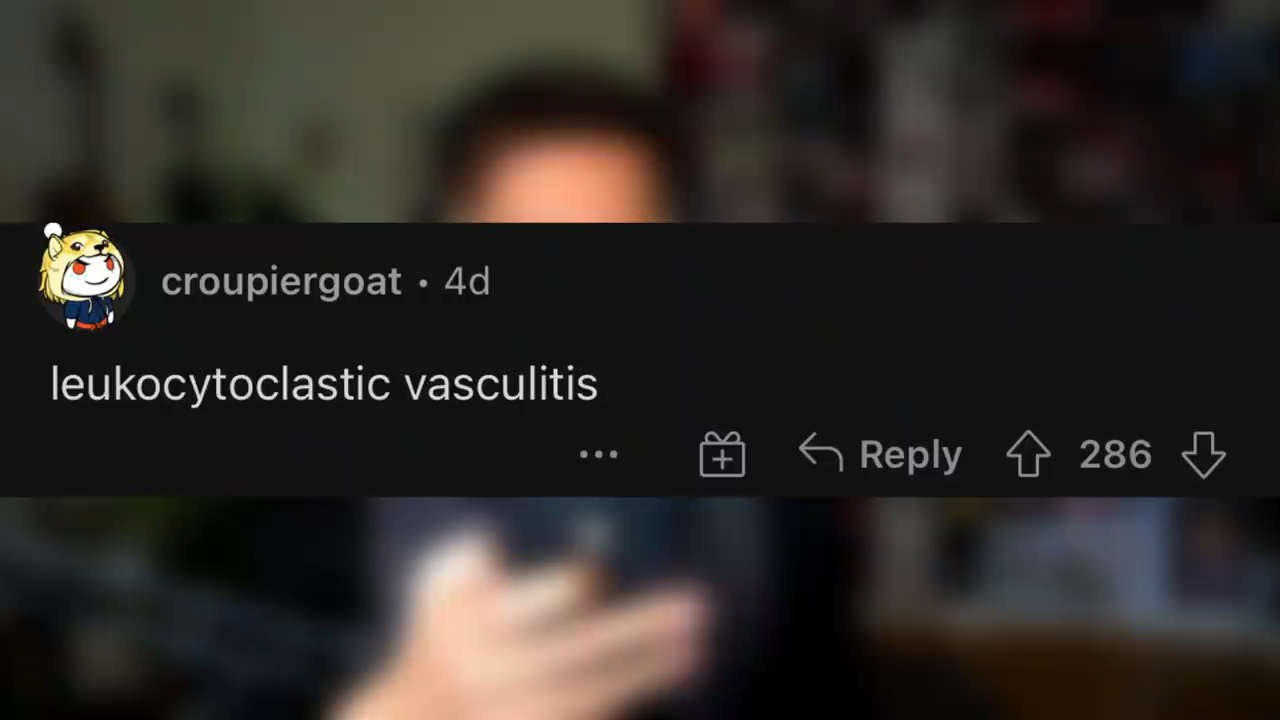 croupiergoat • 4d
leukocytoclastic vasculitis
... Reply 286